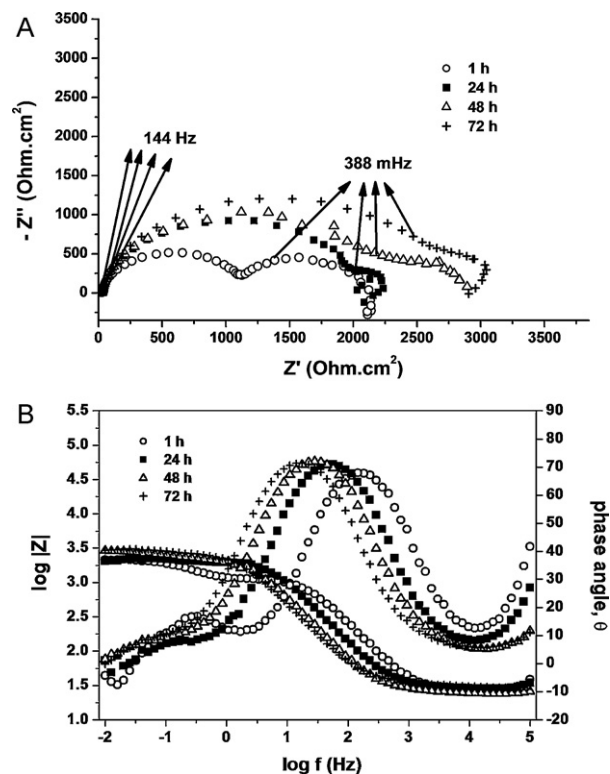 A
3500
3000
2500
2000
1500
1000
500
0
- Z'' (Ohm.cm²)
144 Hz
388 mHz
1 h
24 h
48 h
72 h
0 500 1000 1500 2000 2500 3000 3500
Z' (Ohm.cm²)
B
5.5
5.0
4.5
4.0
3.5
3.0
2.5
2.0
1.5
1.0
log |Z|
1 h
24 h
48 h
72 h
90
80
70
60
50
40
30
20
10
0
-10
-20
phase angle, θ
-2 -1 0 1 2 3 4 5
log f (Hz)